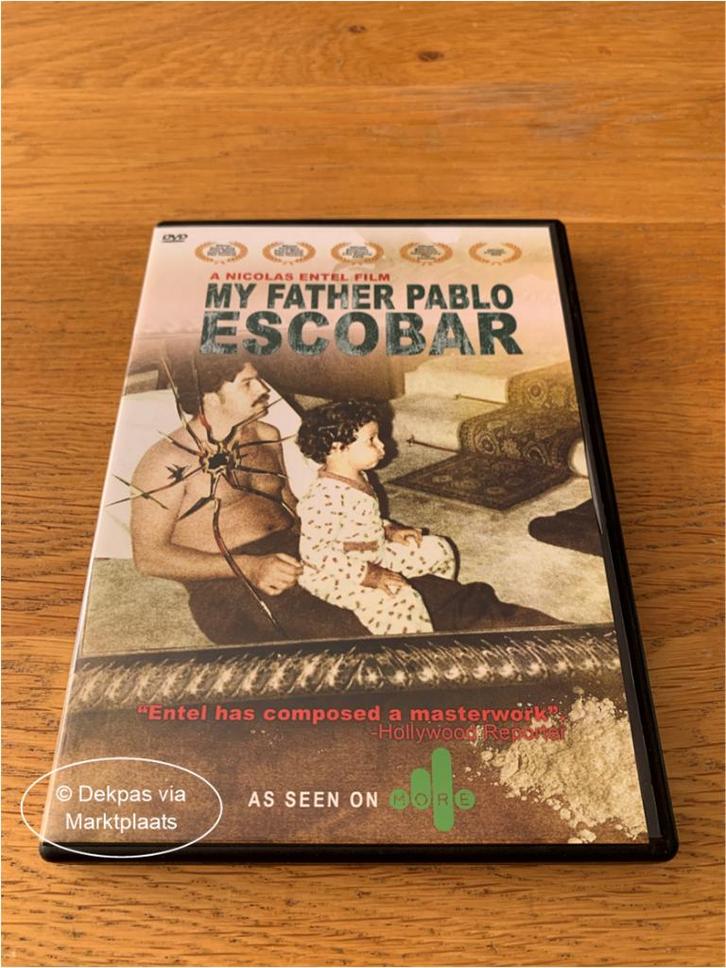 DVD
A NICOLAS ENTEL FILM
MY FATHER PABLO
ESCOBAR
“Entel has composed a masterwork”.
-Hollywood Reporter
AS SEEN ON MORE
© Dekpas via
Marktplaats